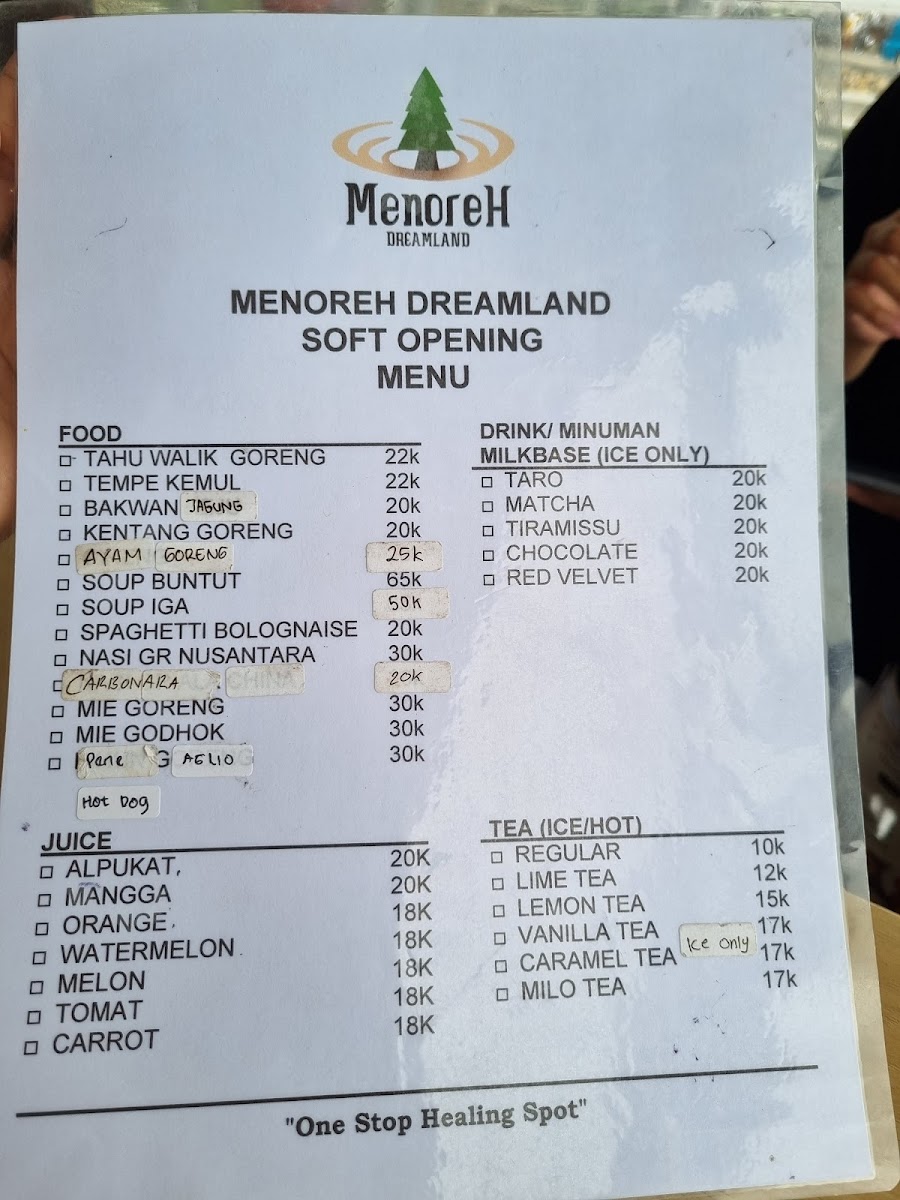 MenoreH
DREAMLAND
MENOREH DREAMLAND
SOFT OPENING
MENU
FOOD
TAHU WALIK GORENG 22k
TEMPE KEMUL 22k
BAKWAN JAGUNG 20k
KENTANG GORENG 20k
AYAM GORENG 25k
SOUP BUNTUT 65k
SOUP IGA 50k
SPAGHETTI BOLOGNAISE 20k
NASI GR NUSANTARA 30k
CARBONARA CHINA 20k
MIE GORENG 30k
MIE GODHOK 30k
Pene AGLIO 30k
Hot Dog
DRINK/ MINUMAN
MILKBASE (ICE ONLY)
TARO 20k
MATCHA 20k
TIRAMISSU 20k
CHOCOLATE 20k
RED VELVET 20k
JUICE
ALPUKAT, 20K
MANGGA 20K
ORANGE 18K
WATERMELON 18K
MELON 18K
TOMAT 18K
CARROT 18K
TEA (ICE/HOT)
REGULAR 10k
LIME TEA 12k
LEMON TEA 15k
VANILLA TEA 17k
Ice Only
CARAMEL TEA 17k
MILO TEA 17k
"One Stop Healing Spot"